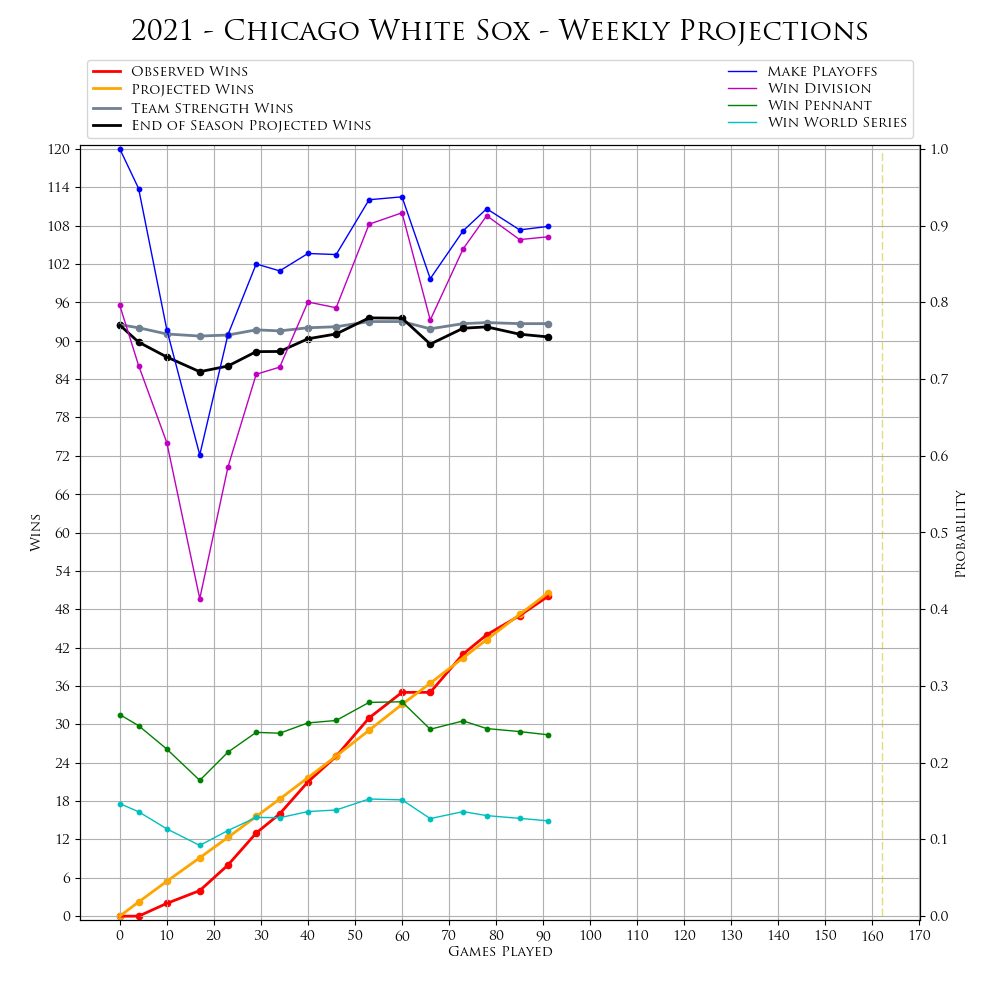 2021 - Chicago White Sox - Weekly Projections
Observed Wins
Projected Wins
Team Strength Wins
End of Season Projected Wins
Make Playoffs
Win Division
Win Pennant
Win World Series
120
114
108
102
96
90
84
78
72
66
60
54
48
42
36
30
24
18
12
6
0
Wins
1.0
0.9
0.8
0.7
0.6
0.5
0.4
0.3
0.2
0.1
0.0
Probability
0 10 20 30 40 50 60 70 80 90 100 110 120 130 140 150 160 170
Games Played